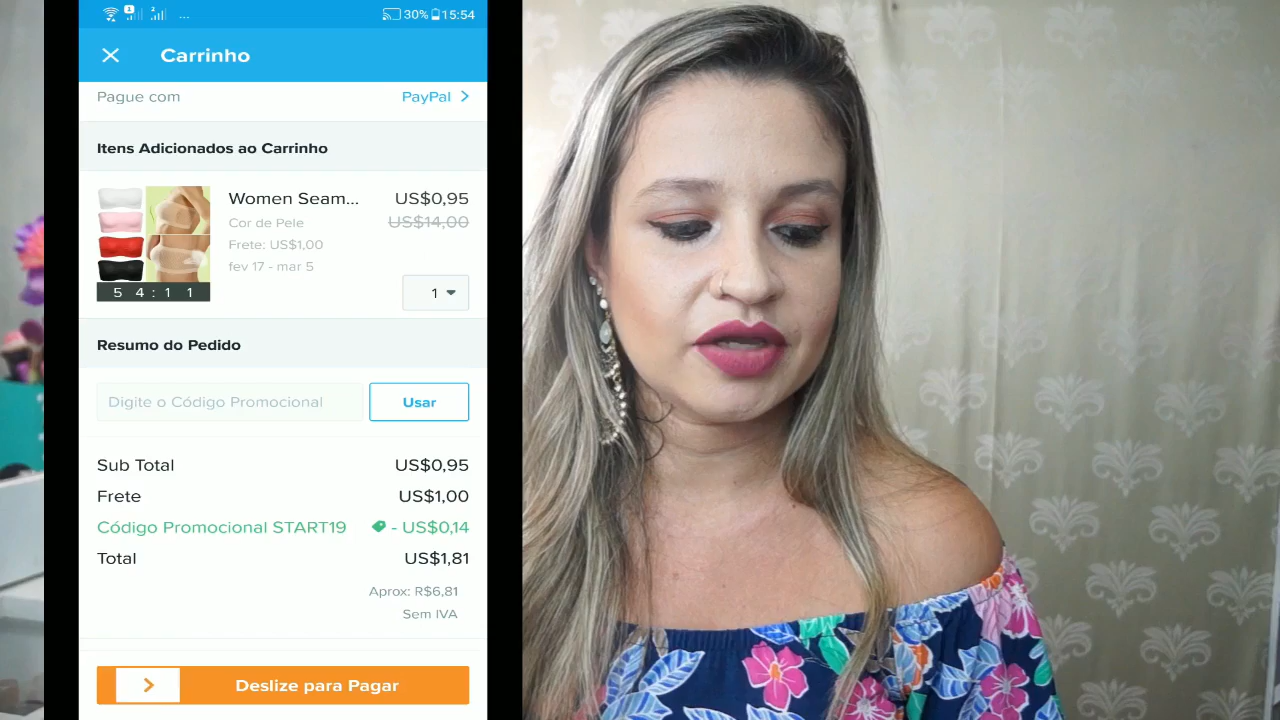 1 2 ... 30% 15:54
Carrinho
Pague com PayPal
Itens Adicionados ao Carrinho
Women Seam... US$0,95
Cor de Pele US$14,00
Frete: US$1,00
fev 17 - mar 5
5 4 : 1 1
1
Resumo do Pedido
Digite o Código Promocional Usar
Sub Total US$0,95
Frete US$1,00
Código Promocional START19 - US$0,14
Total US$1,81
Aprox: R$6,81
Sem IVA
Deslize para Pagar